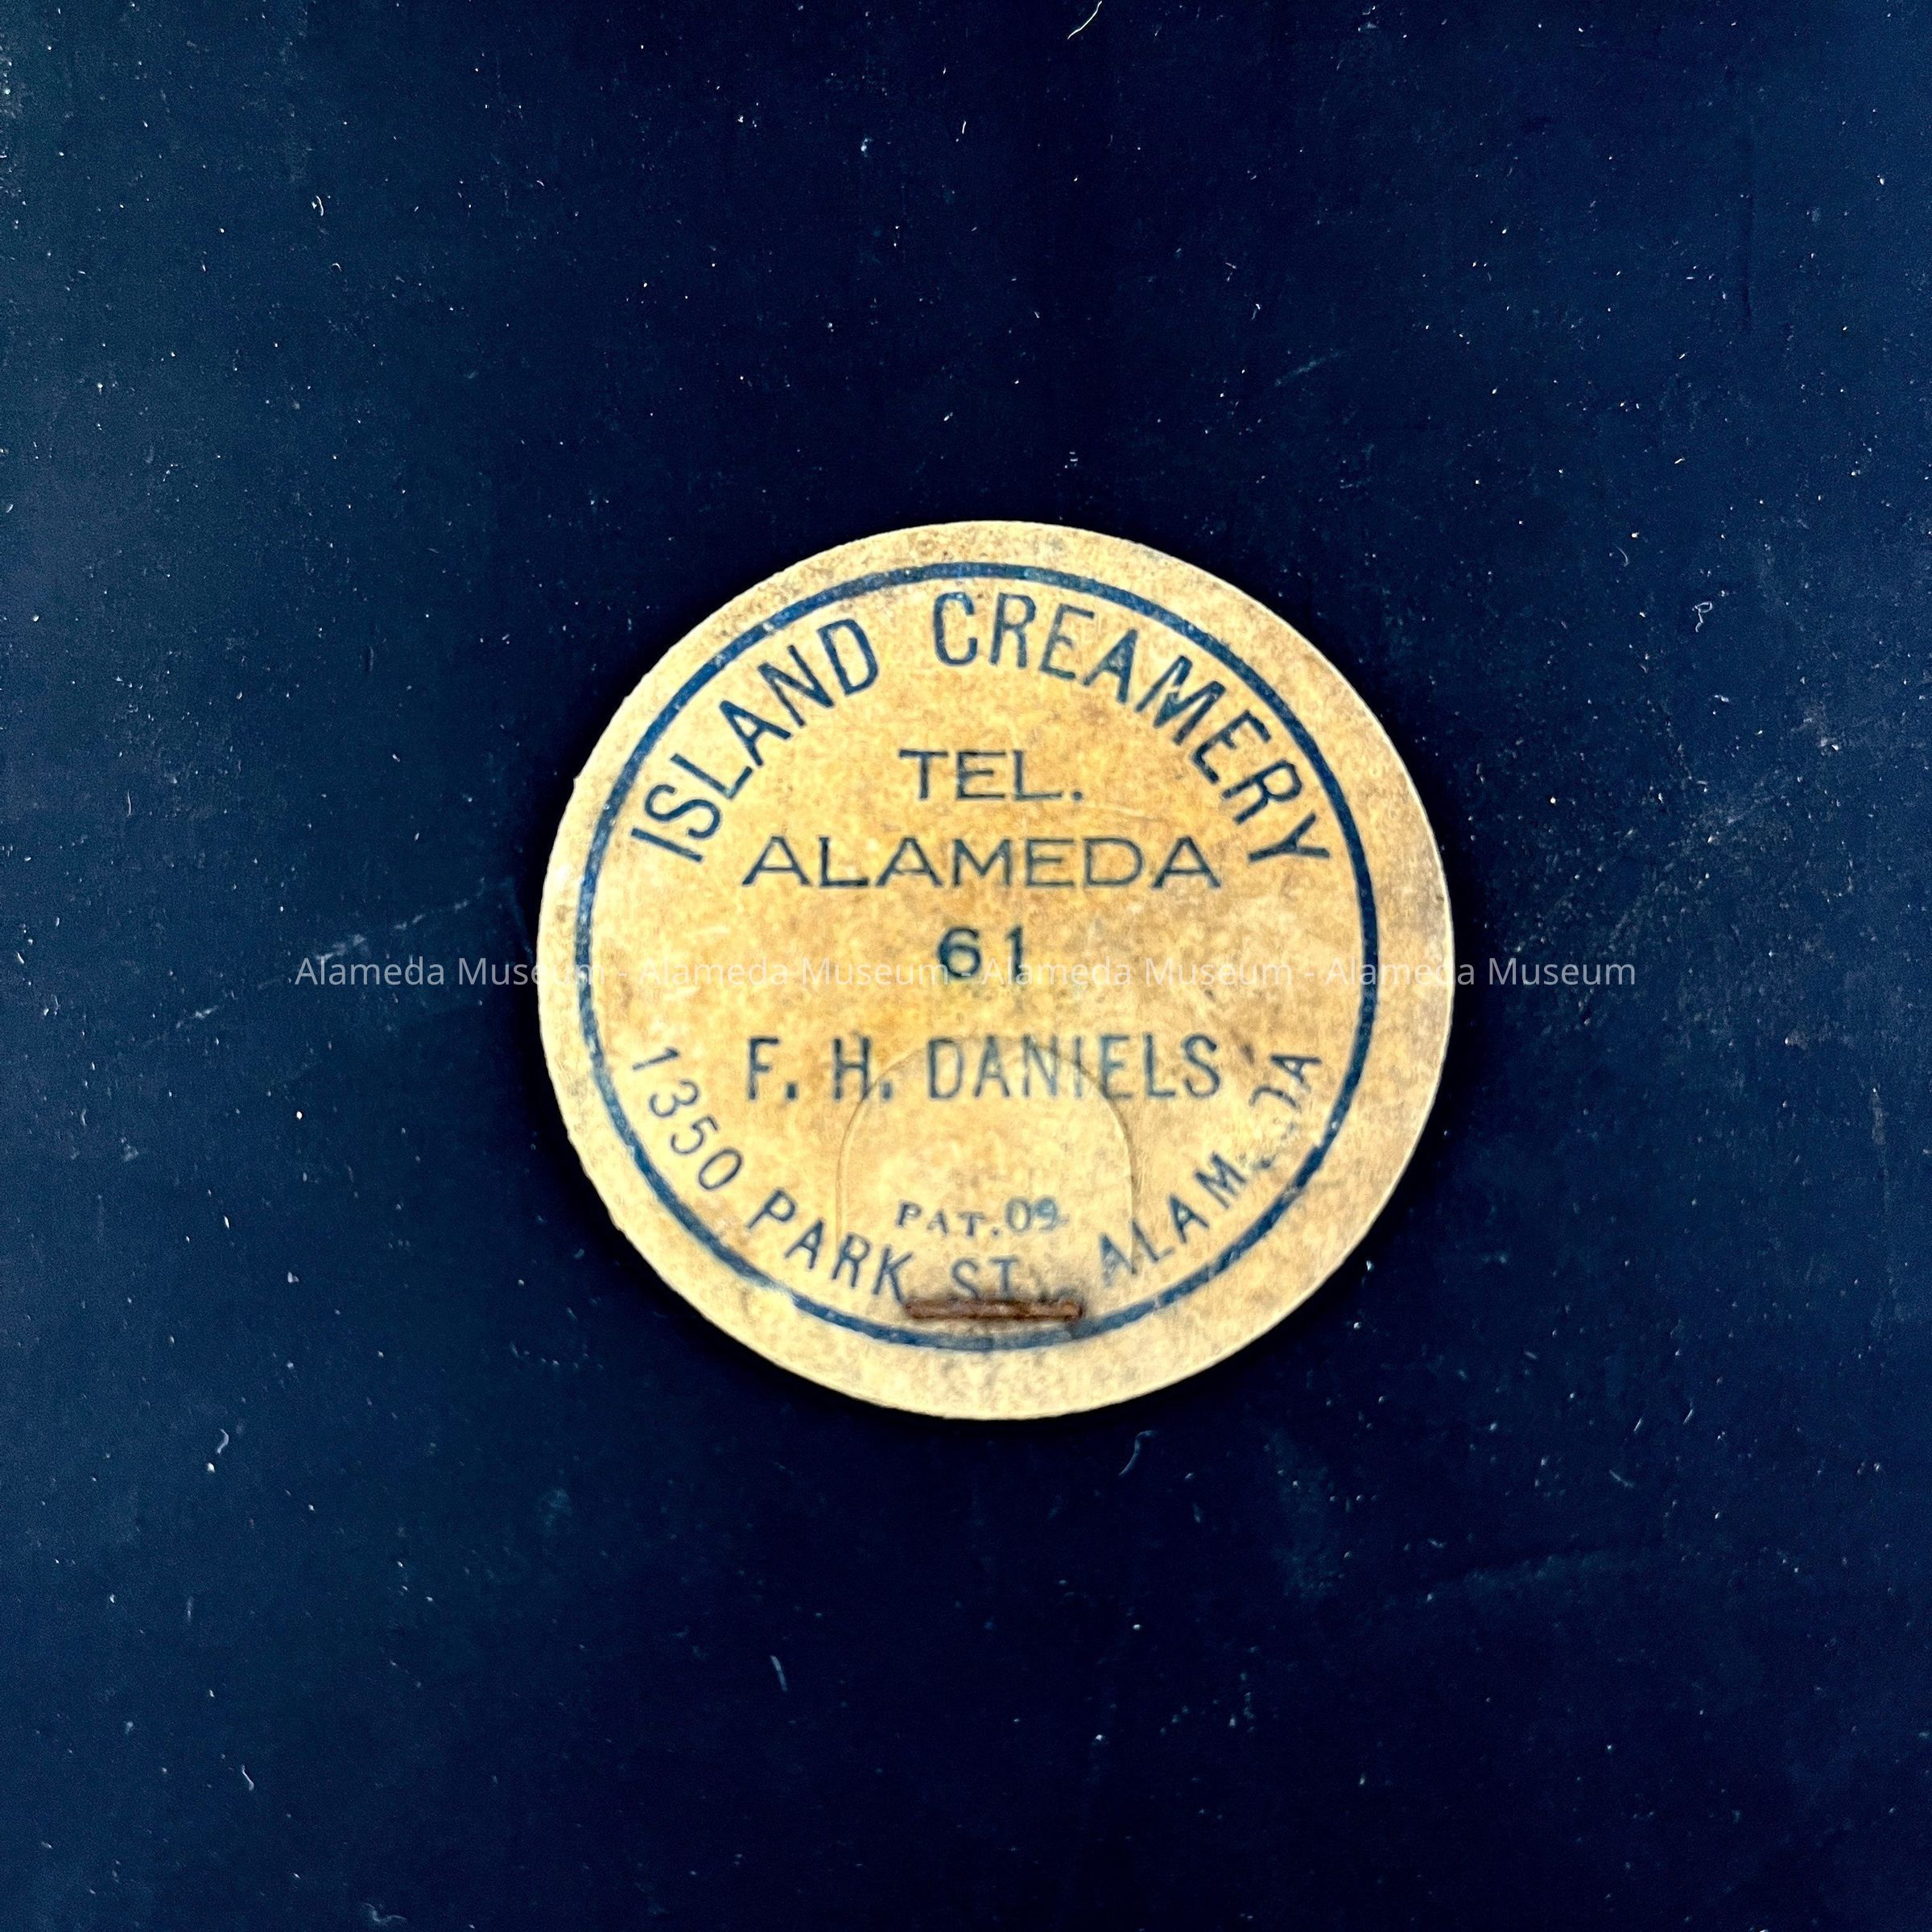 ISLAND CREAMERY
TEL.
ALAMEDA
61
F. H. DANIELS
PAT. 09
1350 PARK ST.
Alameda Museum - Alameda Museum - Alameda Museum - Alameda Museum